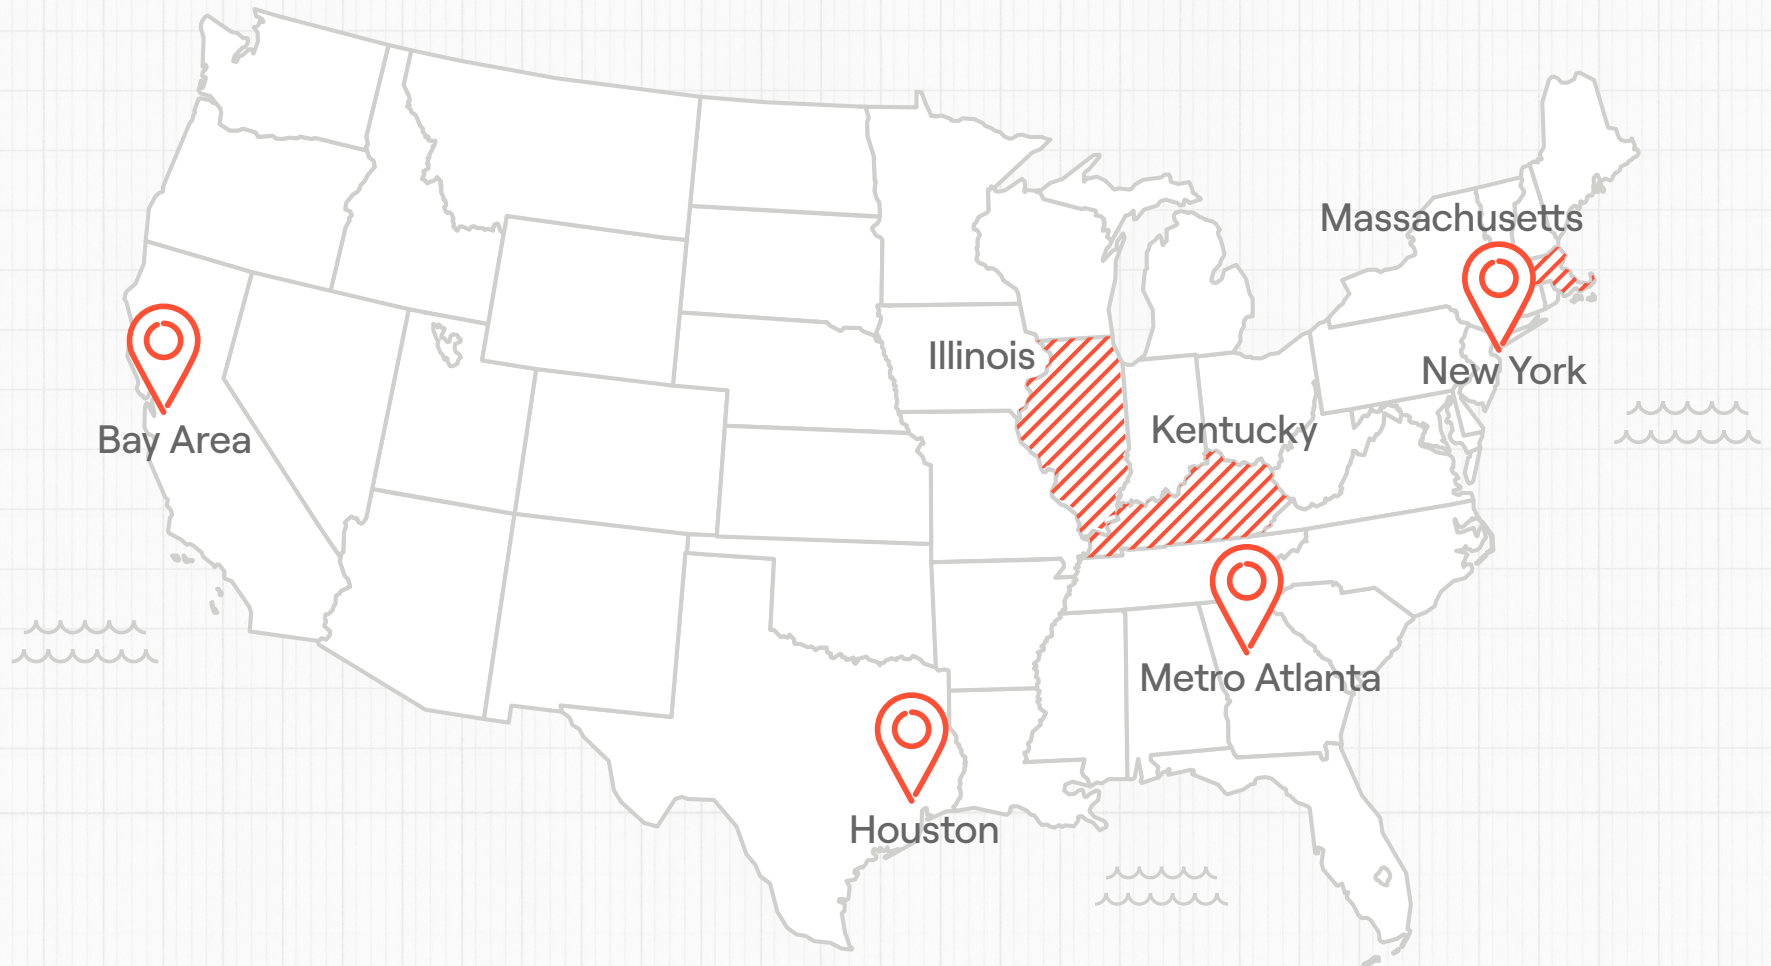 Massachusetts
Illinois
New York
Kentucky
Bay Area
Metro Atlanta
Houston